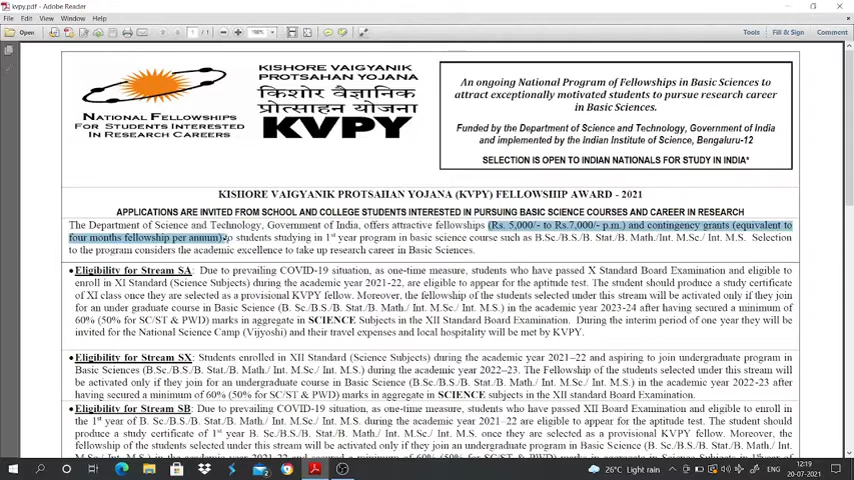 kvpy.pdf - Adobe Reader
File Edit View Window Help
Open 1 / 1 Tools Fill & Sign Comment
NATIONAL FELLOWSHIPS
FOR STUDENTS INTERESTED
IN RESEARCH CAREERS
KISHORE VAIGYANIK
PROTSAHAN YOJANA
किशोर वैज्ञानिक
प्रोत्साहन योजना
KVPY
An ongoing National Program of Fellowships in Basic Sciences to
attract exceptionally motivated students to pursue research career
in Basic Sciences.
Funded by the Department of Science and Technology, Government of India
and implemented by the Indian Institute of Science, Bengaluru-12
SELECTION IS OPEN TO INDIAN NATIONALS FOR STUDY IN INDIA*
KISHORE VAIGYANIK PROTSAHAN YOJANA (KVPY) FELLOWSHIP AWARD - 2021
APPLICATIONS ARE INVITED FROM SCHOOL AND COLLEGE STUDENTS INTERESTED IN PURSUING BASIC SCIENCE COURSES AND CAREER IN RESEARCH
The Department of Science and Technology, Government of India, offers attractive fellowships (Rs. 5,000/- to Rs.7,000/- p.m.) and contingency grants (equivalent to
four months fellowship per annum) to students studying in 1st year program in basic science course such as B.Sc./B.S./B. Stat./B. Math./Int. M.Sc./ Int. M.S. Selection
to the program considers the academic excellence to take up research career in Basic Sciences.
• Eligibility for Stream SA: Due to prevailing COVID-19 situation, as one-time measure, students who have passed X Standard Board Examination and eligible to
enroll in XI Standard (Science Subjects) during the academic year 2021-22, are eligible to appear for the aptitude test. The student should produce a study certificate
of XI class once they are selected as a provisional KVPY fellow. Moreover, the fellowship of the students selected under this stream will be activated only if they join
for an under graduate course in Basic Science (B. Sc./B.S./B. Stat./B. Math./ Int. M.Sc./ Int. M.S.) in the academic year 2023-24 after having secured a minimum of
60% (50% for SC/ST & PWD) marks in aggregate in SCIENCE Subjects in the XII Standard Board Examination. During the interim period of one year they will be
invited for the National Science Camp (Vijyoshi) and their travel expenses and local hospitality will be met by KVPY.
• Eligibility for Stream SX: Students enrolled in XII Standard (Science Subjects) during the academic year 2021–22 and aspiring to join undergraduate program in
Basic Sciences (B.Sc./B.S./B. Stat./B. Math./ Int. M.Sc./ Int. M.S.) during the academic year 2022–23. The Fellowship of the students selected under this stream will
be activated only if they join for an undergraduate course in Basic Science (B.Sc./B.S./B. Stat./B. Math./Int. M.Sc./ Int. M.S.) in the academic year 2022-23 after
having secured a minimum of 60% (50% for SC/ST & PWD) marks in aggregate in SCIENCE subjects in the XII standard Board Examination.
• Eligibility for Stream SB: Due to prevailing COVID-19 situation, as one-time measure, students who have passed XII Board Examination and eligible to enroll in
the 1st year of B. Sc./B.S./B. Stat./B. Math./ Int. M.Sc./ Int. M.S. during 2021-22 are eligible to appear for the aptitude test. The student should
produce a study certificate of 1st year B. Sc./B.S./B. Stat./B. Math./ Int. M.Sc./ Int. M.S. once they are selected as a provisional KVPY fellow. Moreover, the
fellowship of the students selected under this stream will be activated only if they join an undergraduate program in Basic Science (B. Sc./B.S./B. Stat./B. Math./ Int.
26°C Light rain ENG 12:19
20-07-2021